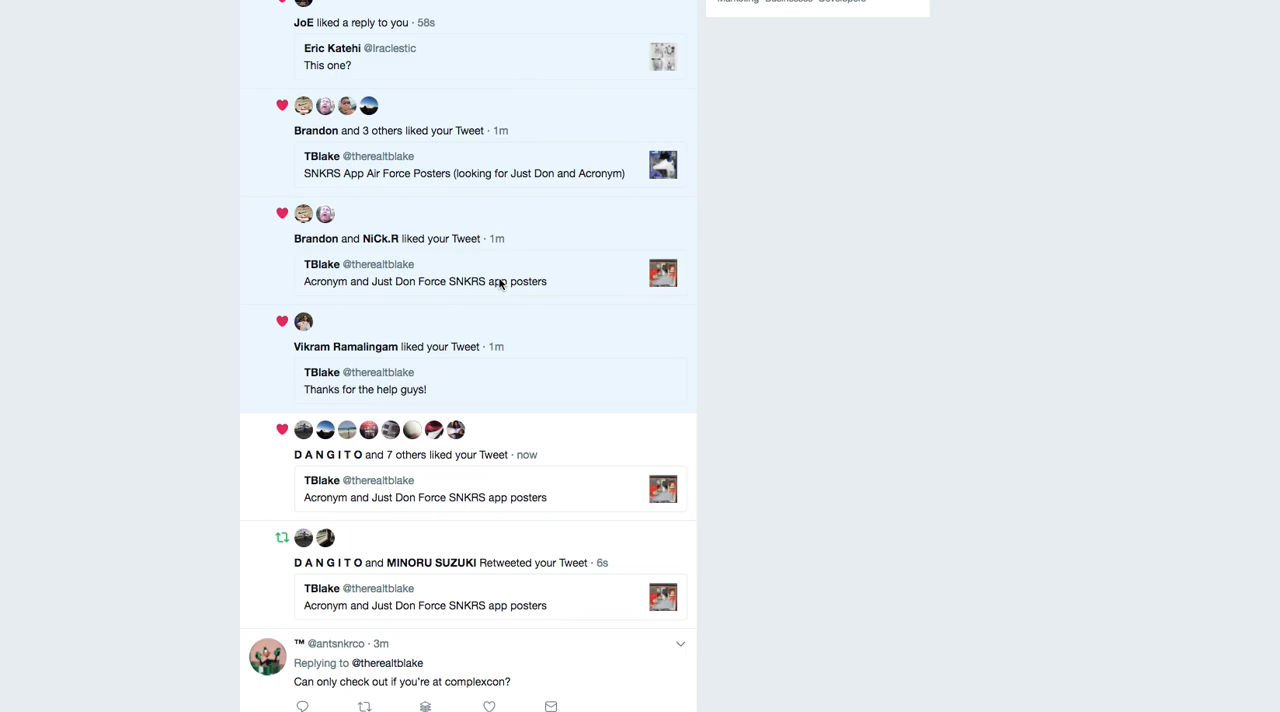 JoE liked a reply to you · 58s
Eric Katehi @Iraclestic
This one?
Brandon and 3 others liked your Tweet · 1m
TBlake @therealtblake
SNKRS App Air Force Posters (looking for Just Don and Acronym)
Brandon and NiCk.R liked your Tweet · 1m
TBlake @therealtblake
Acronym and Just Don Force SNKRS app posters
Vikram Ramalingam liked your Tweet · 1m
TBlake @therealtblake
Thanks for the help guys!
D A N G I T O and 7 others liked your Tweet · now
TBlake @therealtblake
Acronym and Just Don Force SNKRS app posters
D A N G I T O and MINORU SUZUKI Retweeted your Tweet · 6s
TBlake @therealtblake
Acronym and Just Don Force SNKRS app posters
™ @antsnkrco · 3m
Replying to @therealtblake
Can only check out if you're at complexcon?